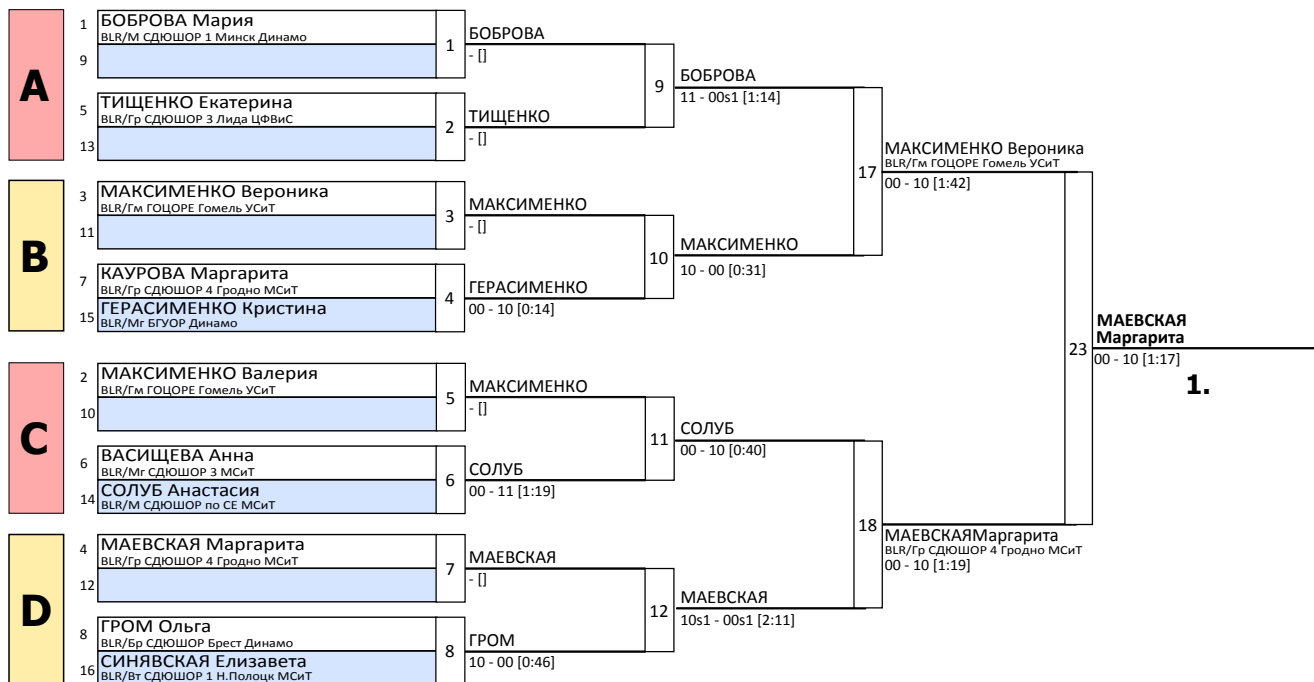 A
1
БОБРОВА Мария
BLR/М СДЮШОР 1 Минск Динамо
9
1
БОБРОВА
- []
5
ТИЩЕНКО Екатерина
BLR/Гр СДЮШОР 3 Лида ЦФВиС
13
2
ТИЩЕНКО
- []
9
БОБРОВА
11 - 00s1 [1:14]
B
3
МАКСИМЕНКО Вероника
BLR/Гм ГОЦОРЕ Гомель УСиТ
11
3
МАКСИМЕНКО
- []
7
КАУРОВА Маргарита
BLR/Гр СДЮШОР 4 Гродно МСиТ
15
ГЕРАСИМЕНКО Кристина
BLR/Мг БГУОР Динамо
4
ГЕРАСИМЕНКО
00 - 10 [0:14]
10
МАКСИМЕНКО
10 - 00 [0:31]
17
МАКСИМЕНКО Вероника
BLR/Гм ГОЦОРЕ Гомель УСиТ
00 - 10 [1:42]
C
2
МАКСИМЕНКО Валерия
BLR/Гм ГОЦОРЕ Гомель УСиТ
10
5
МАКСИМЕНКО
- []
6
ВАСИЩЕВА Анна
BLR/Мг СДЮШОР 3 МСиТ
14
СОЛУБ Анастасия
BLR/М СДЮШОР по СЕ МСиТ
6
СОЛУБ
00 - 11 [1:19]
11
СОЛУБ
00 - 10 [0:40]
D
4
МАЕВСКАЯ Маргарита
BLR/Гр СДЮШОР 4 Гродно МСиТ
12
7
МАЕВСКАЯ
- []
8
ГРОМ Ольга
BLR/Бр СДЮШОР Брест Динамо
16
СИНЯВСКАЯ Елизавета
BLR/Вт СДЮШОР 1 Н.Полоцк МСиТ
8
ГРОМ
10 - 00 [0:46]
12
МАЕВСКАЯ
10s1 - 00s1 [2:11]
18
МАЕВСКАЯМаргарита
BLR/Гр СДЮШОР 4 Гродно МСиТ
00 - 10 [1:19]
23
МАЕВСКАЯ
Маргарита
00 - 10 [1:17]
1.